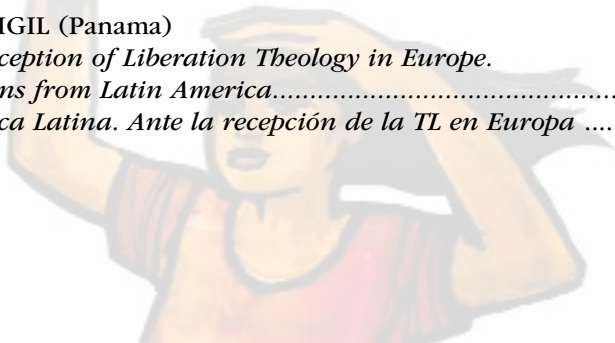 IGIL (Panama)
ception of Liberation Theology in Europe.
ns from Latin America......................................................
ca Latina. Ante la recepción de la TL en Europa ....